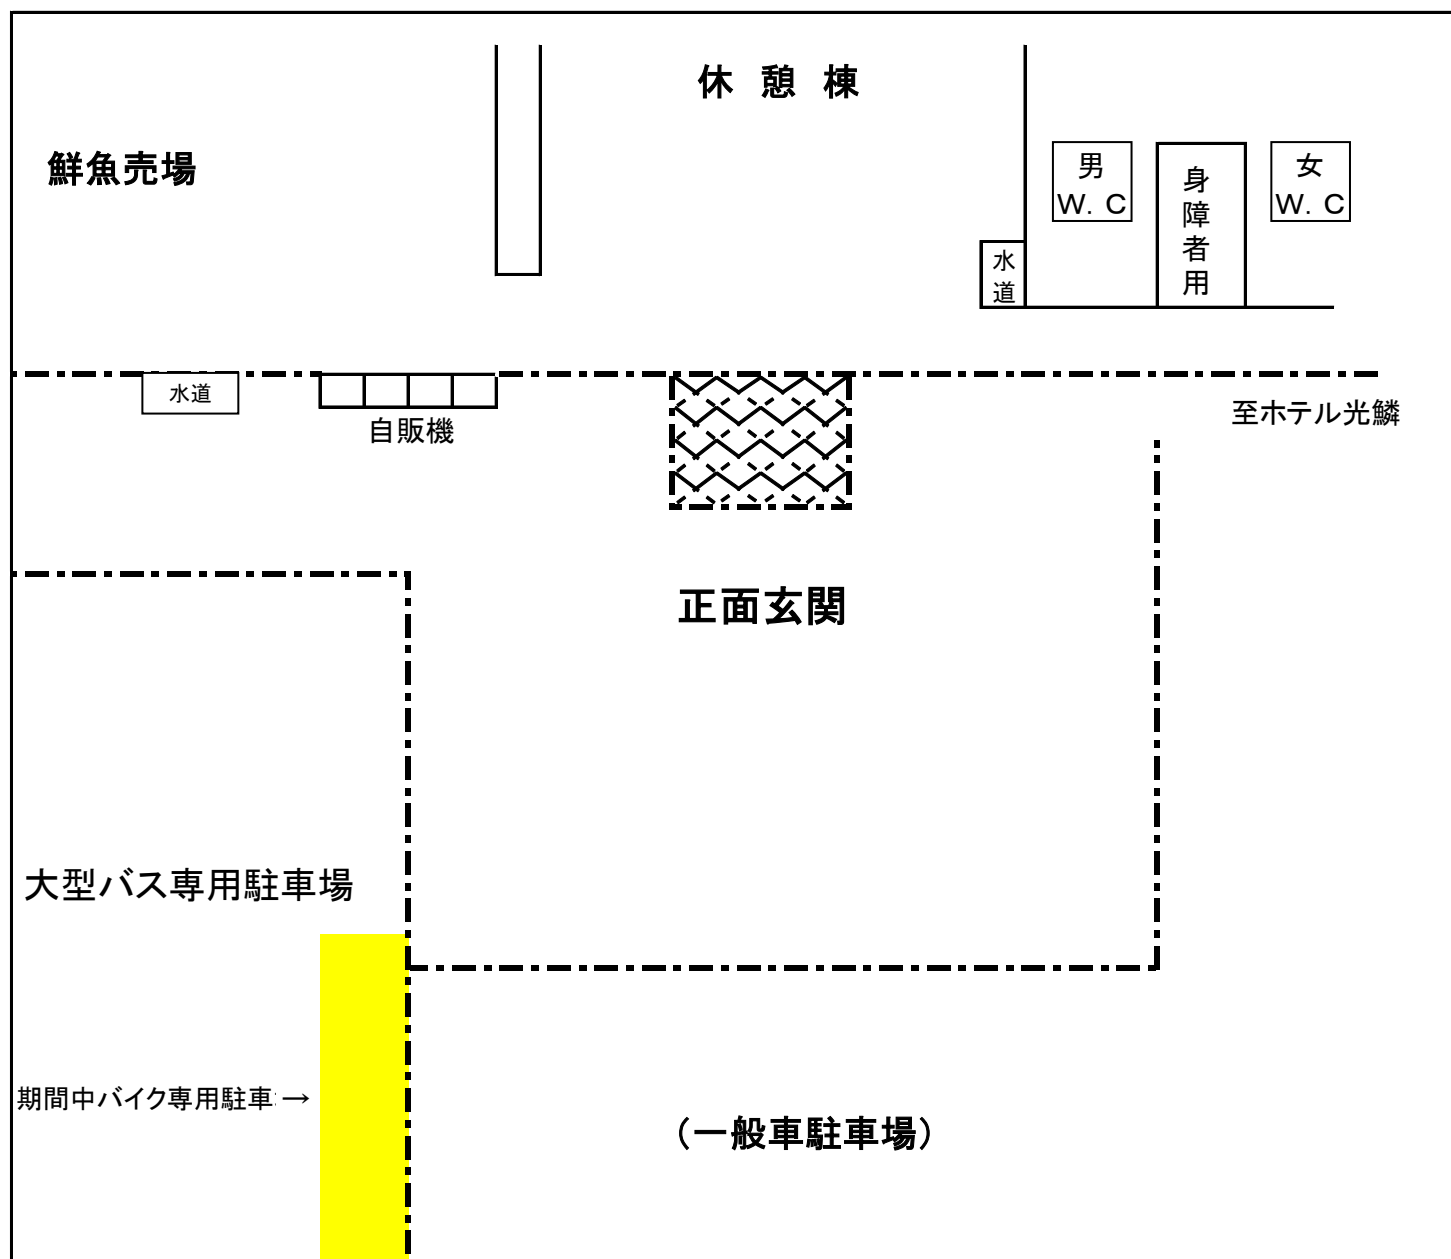 休 憩 棟
鮮魚売場
男
W. C
身障者用
女
W. C
水道
水道
自販機
至ホテル光鱗
正面玄関
大型バス専用駐車場
期間中バイク専用駐車 →
(一般車駐車場)